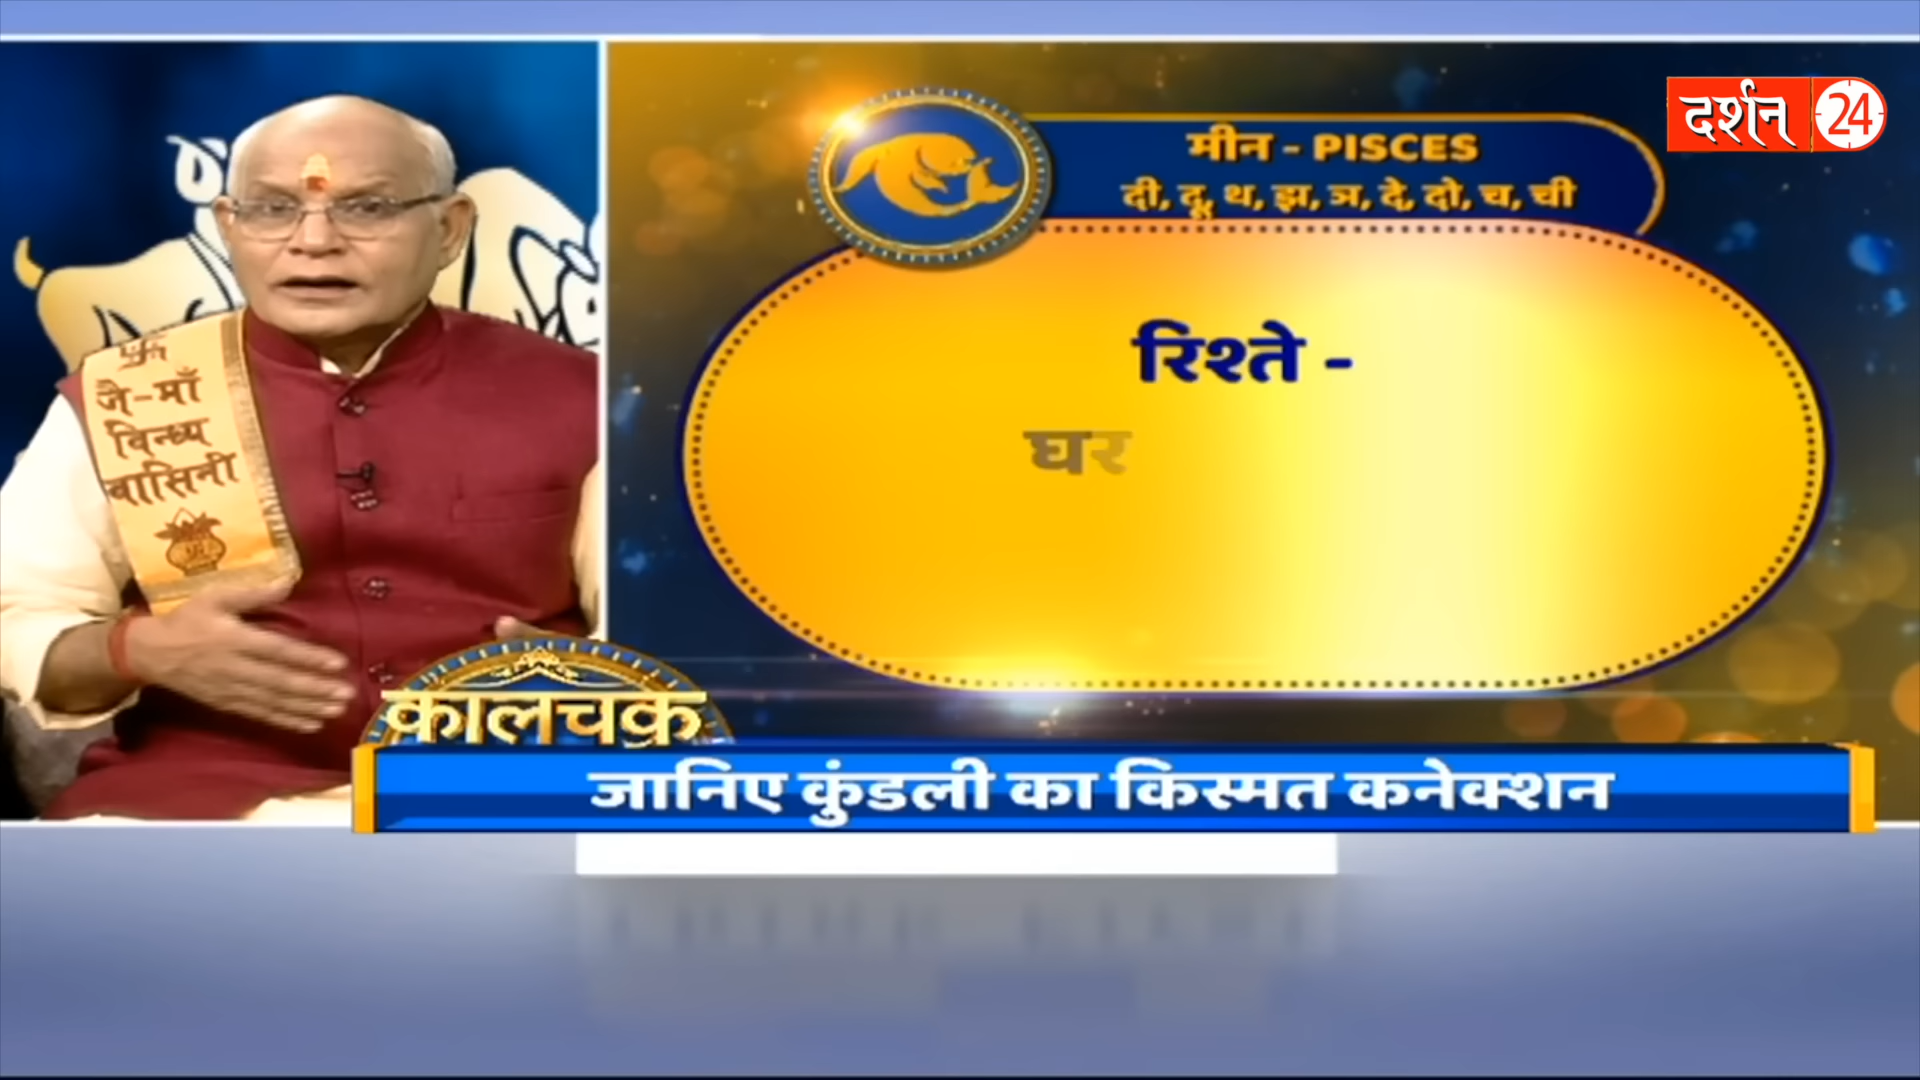 दर्शन 24
मीन - PISCES
दी, दू, थ, झ, ञ, दे, दो, च, ची
रिश्ते -
घर
जै-माँ
विन्ध्य
वासिनी
कालचक्र
जानिए कुंडली का किस्मत कनेक्शन